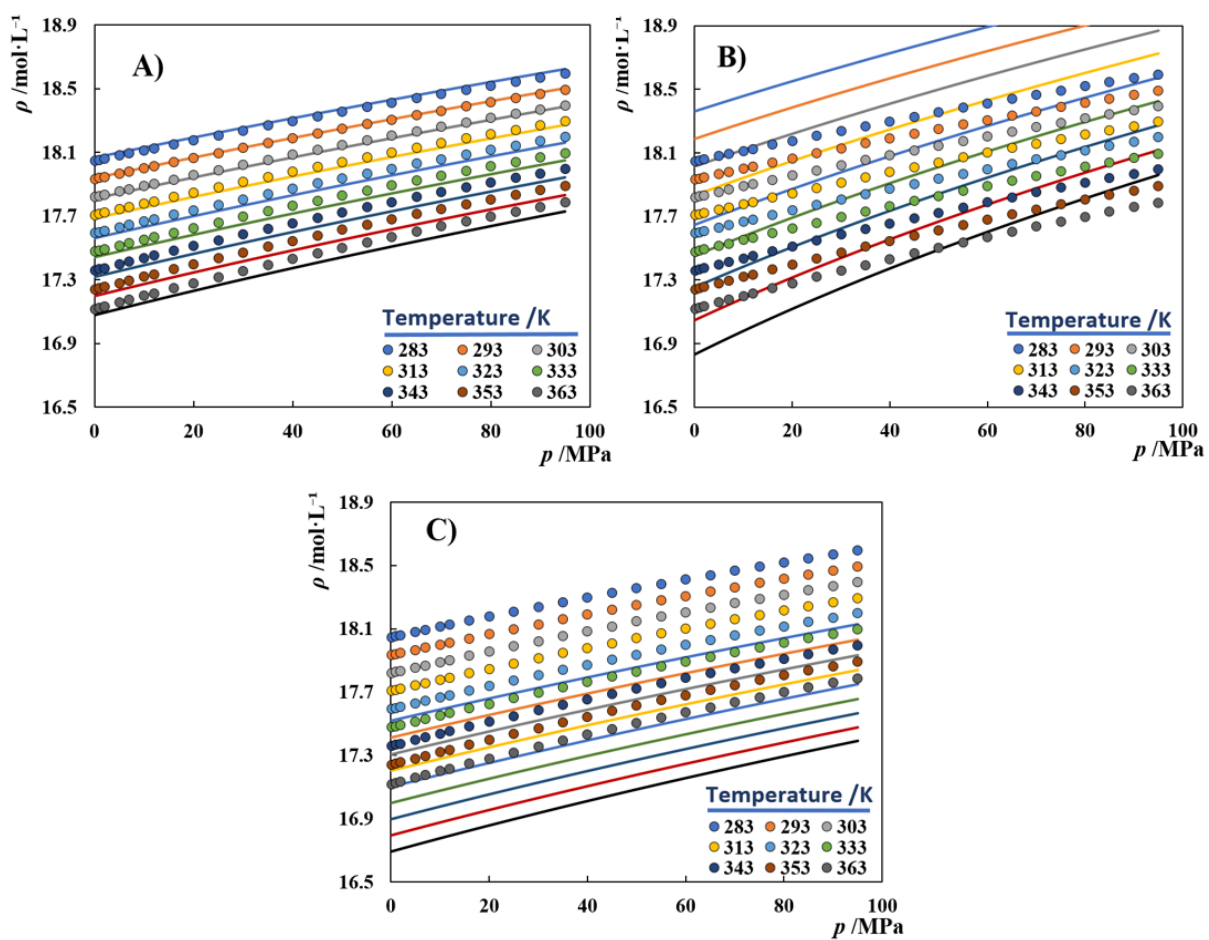 A)
ρ /mol·L⁻¹
18.9
18.5
18.1
17.7
17.3
16.9
16.5
0 20 40 60 80 100
p /MPa
Temperature /K
283 293 303
313 323 333
343 353 363
B)
ρ /mol·L⁻¹
18.9
18.5
18.1
17.7
17.3
16.9
16.5
0 20 40 60 80 100
p /MPa
Temperature /K
283 293 303
313 323 333
343 353 363
C)
ρ /mol·L⁻¹
18.9
18.5
18.1
17.7
17.3
16.9
16.5
0 20 40 60 80 100
p /MPa
Temperature /K
283 293 303
313 323 333
343 353 363